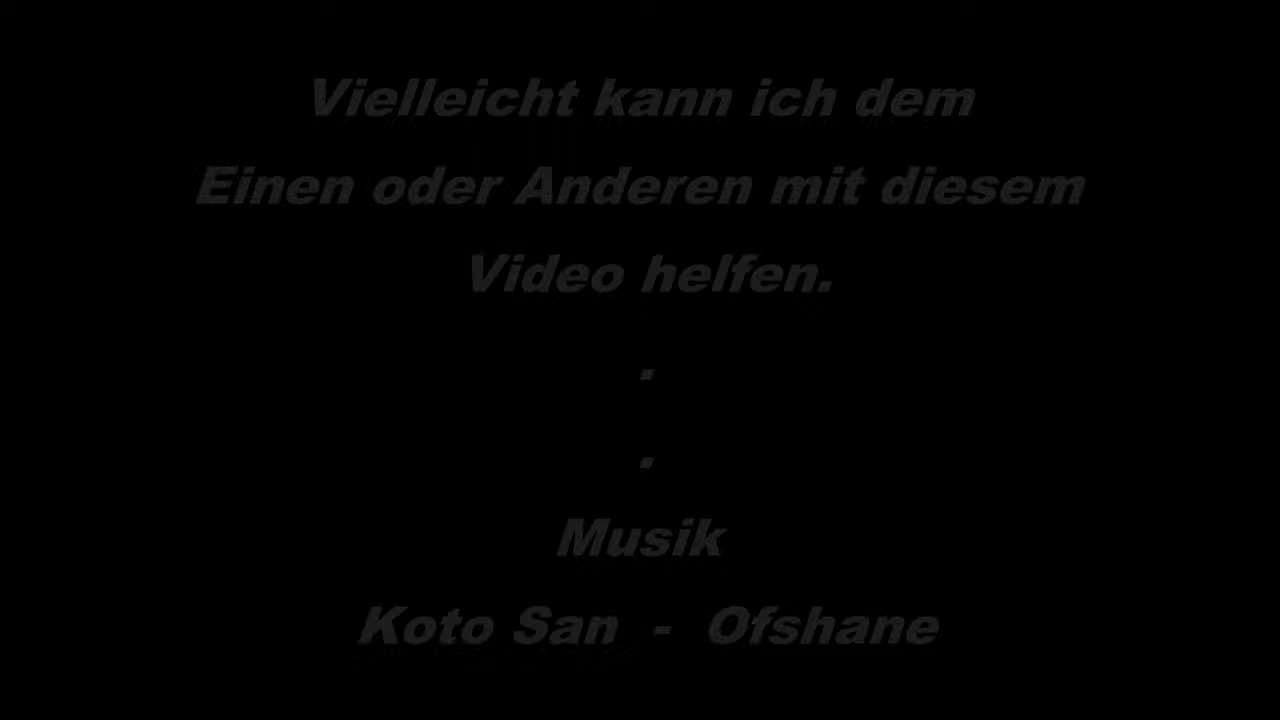 Vielleicht kann ich dem
Einen oder Anderen mit diesem
Video helfen.
.
.
Musik
Koto San - Ofshane